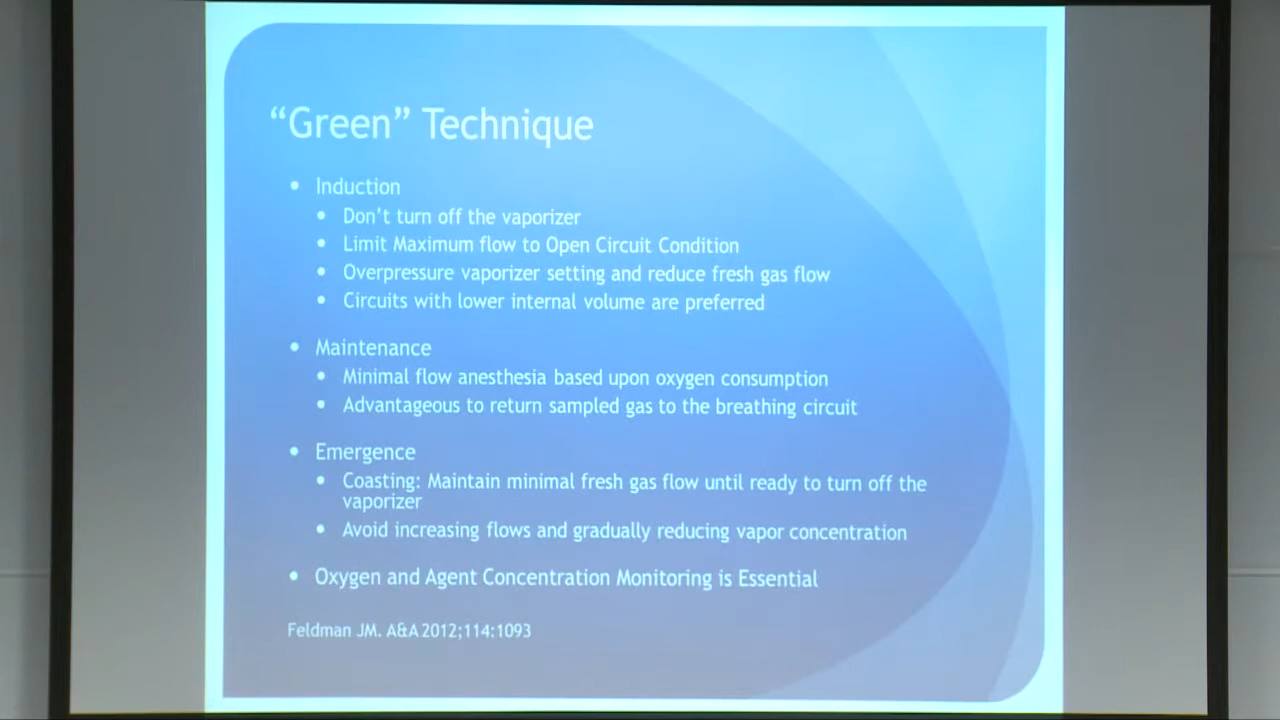 “Green” Technique
• Induction
• Don’t turn off the vaporizer
• Limit Maximum flow to Open Circuit Condition
• Overpressure vaporizer setting and reduce fresh gas flow
• Circuits with lower internal volume are preferred
• Maintenance
• Minimal flow anesthesia based upon oxygen consumption
• Advantageous to return sampled gas to the breathing circuit
• Emergence
• Coasting: Maintain minimal fresh gas flow until ready to turn off the
vaporizer
• Avoid increasing flows and gradually reducing vapor concentration
• Oxygen and Agent Concentration Monitoring is Essential
Feldman JM. A&A 2012;114:1093